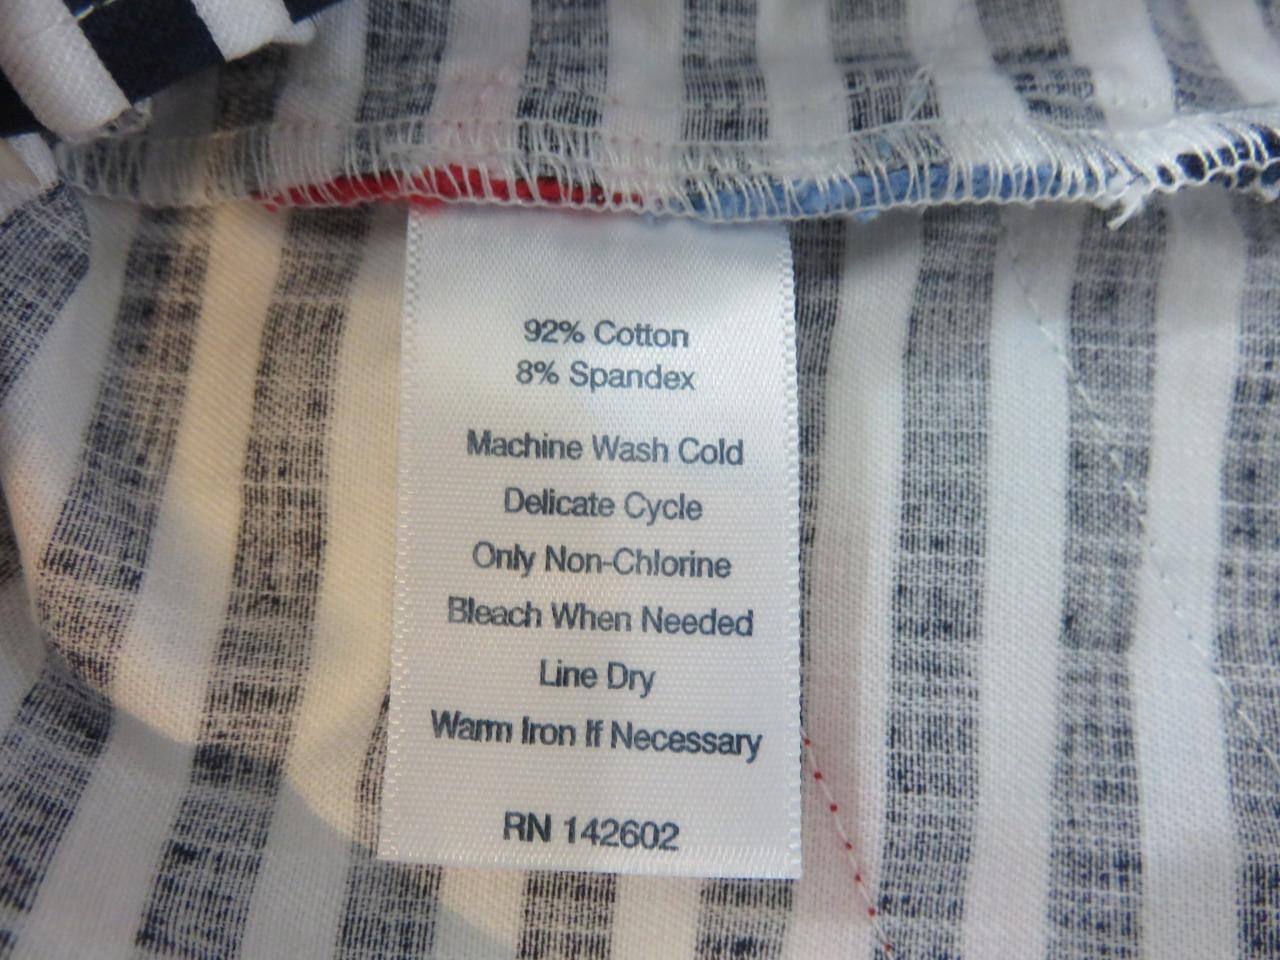 92% Cotton
8% Spandex
Machine Wash Cold
Delicate Cycle
Only Non-Chlorine
Bleach When Needed
Line Dry
Warm Iron If Necessary
RN 142602